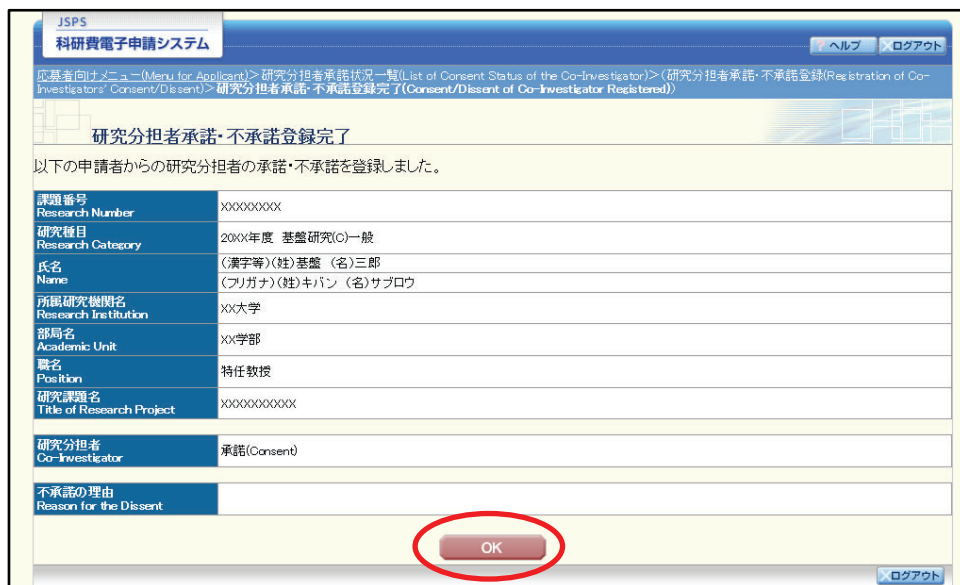 JSPS
科研費電子申請システム
? ヘルプ
ログアウト
応募者向けメニュー(Menu for Applicant)>研究分担者承諾状況一覧(List of Consent Status of the Co-Investigator)>(研究分担者承諾・不承諾登録(Registration of Co-
Investigators' Consent/Dissent)>研究分担者承諾・不承諾登録完了(Consent/Dissent of Co-Investigator Registered))
研究分担者承諾・不承諾登録完了
以下の申請者からの研究分担者の承諾・不承諾を登録しました。
課題番号
Research Number
XXXXXXXX
研究種目
Research Category
20XX年度 基盤研究(C)一般
氏名
Name
(漢字等)(姓)基盤 (名)三郎
(フリガナ)(姓)キバン (名)サブロウ
所属研究機関名
Research Institution
XX大学
部局名
Academic Unit
XX学部
職名
Position
特任教授
研究課題名
Title of Research Project
XXXXXXXXXX
研究分担者
Co-Investigator
承諾(Consent)
不承諾の理由
Reason for the Dissent
OK
ログアウト